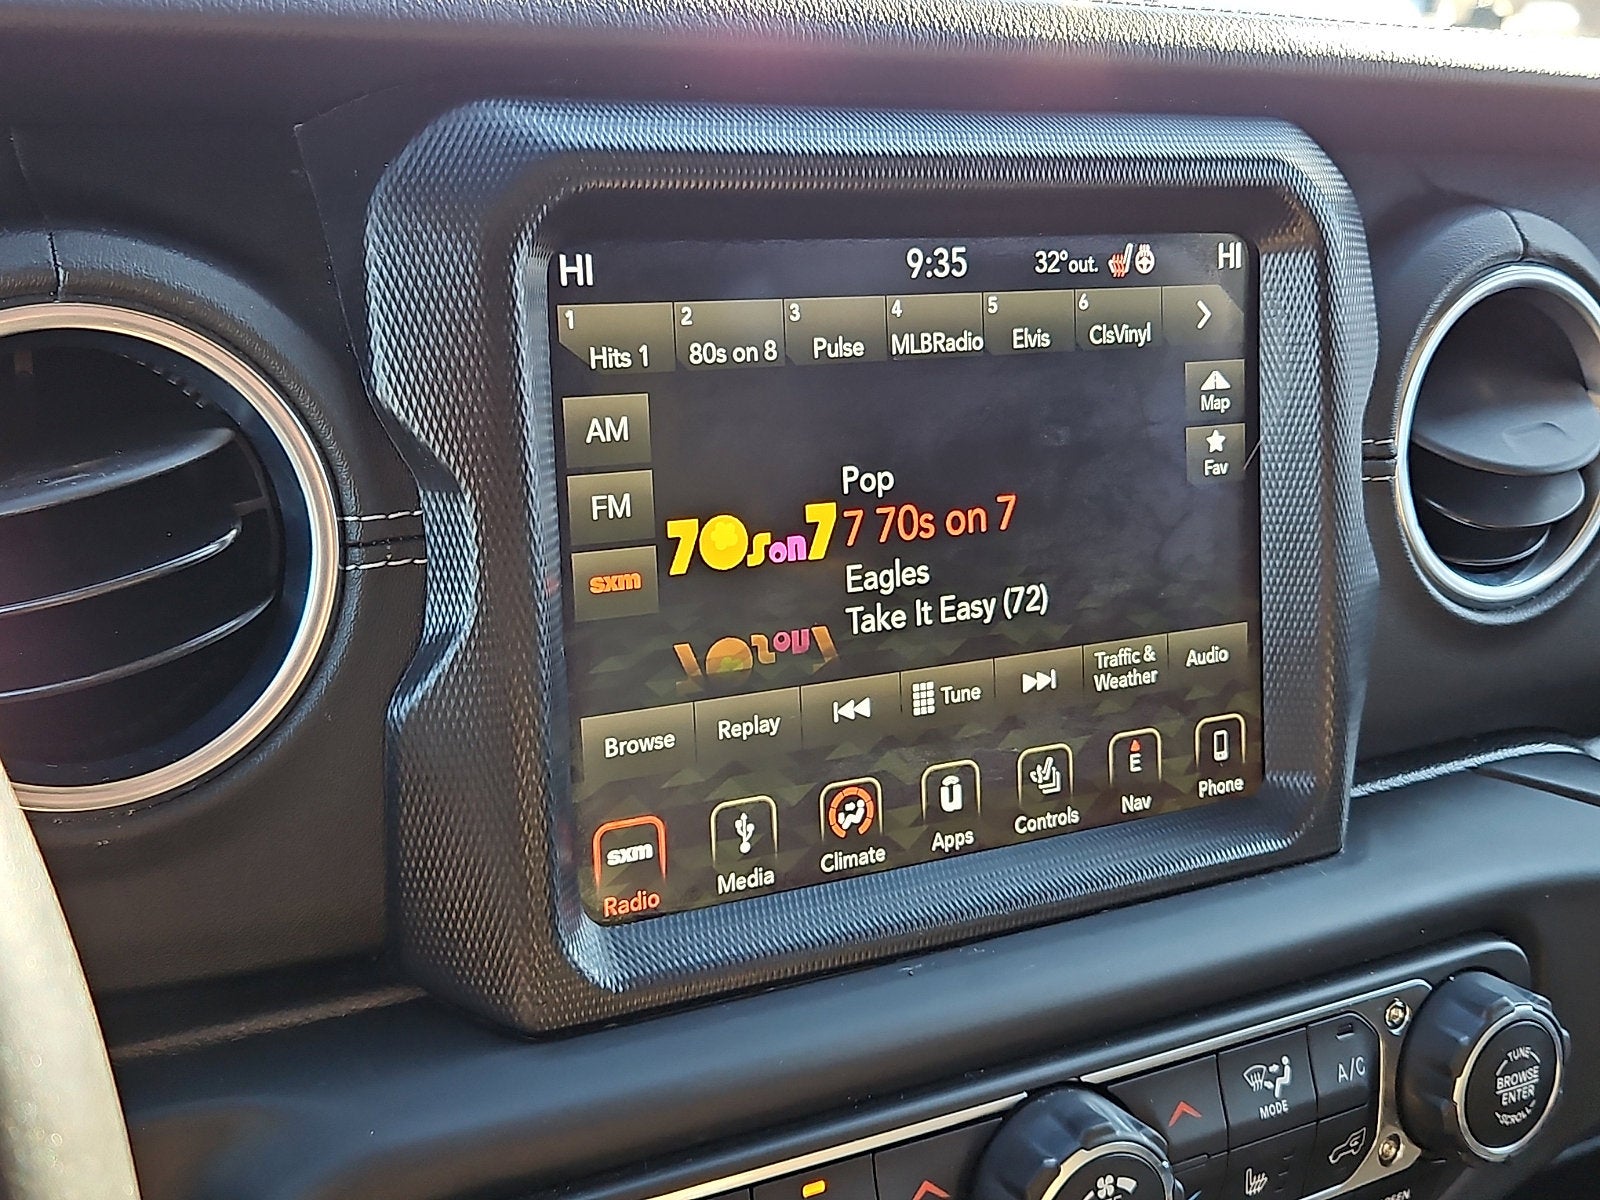 HI 9:35 32° out. HI
1 Hits 1
2 80s on 8
3 Pulse
4 MLBRadio
5 Elvis
6 ClsVinyl
Map
Fav
AM
FM
sxm
70s on 7
Pop
7 70s on 7
Eagles
Take It Easy (72)
Browse
Replay
Tune
Traffic &
Weather
Audio
sxm
Radio
Media
Climate
Apps
Controls
E
Nav
Phone
MODE
A/C
TUNE
BROWSE
ENTER
SCROLL